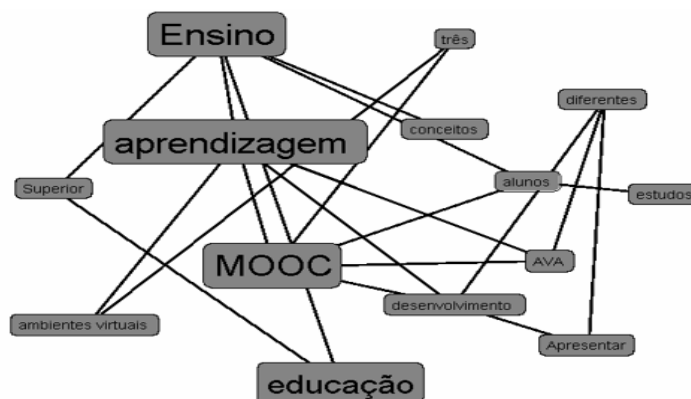 Ensino
três
diferentes
conceitos
aprendizagem
alunos
Superior
estudos
MOOC
AVA
desenvolvimento
ambientes virtuais
Apresentar
educação